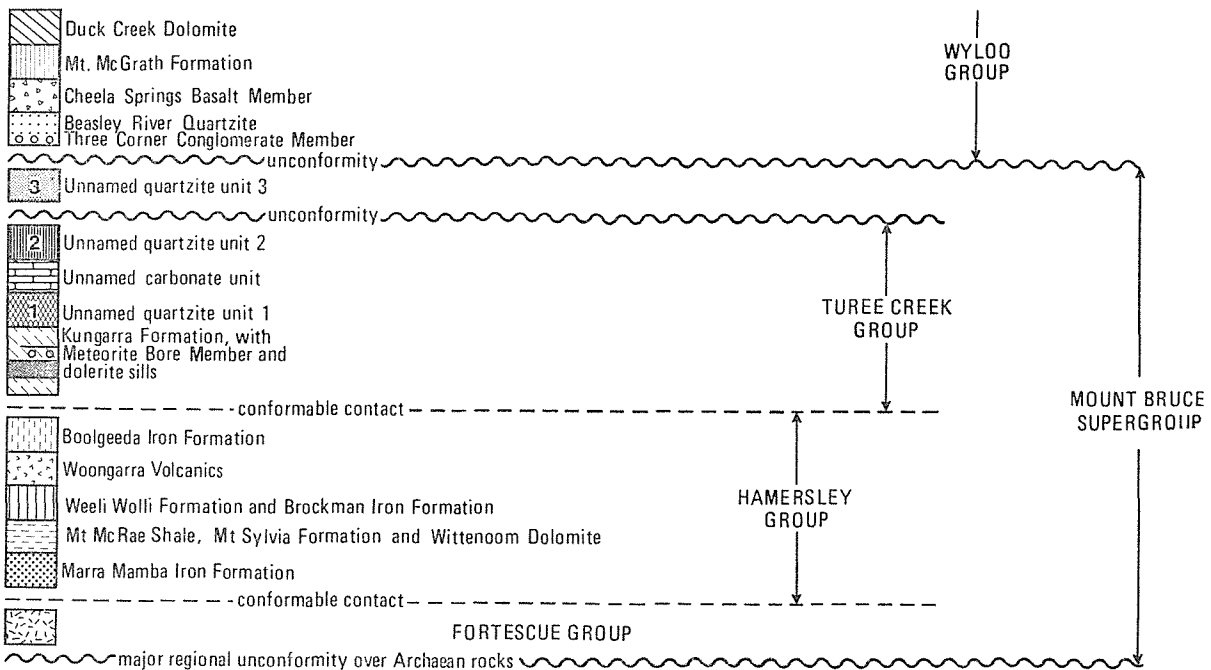 Duck Creek Dolomite
Mt. McGrath Formation
Cheela Springs Basalt Member
Beasley River Quartzite
Three Corner Conglomerate Member
unconformity
WYLOO
GROUP
3 Unnamed quartzite unit 3
unconformity
2 Unnamed quartzite unit 2
Unnamed carbonate unit
1 Unnamed quartzite unit 1
Kungarra Formation, with
Meteorite Bore Member and
dolerite sills
TUREE CREEK
GROUP
conformable contact
MOUNT BRUCE
SUPERGROUP
Boolgeeda Iron Formation
Woongarra Volcanics
Weeli Wolli Formation and Brockman Iron Formation
Mt McRae Shale, Mt Sylvia Formation and Wittenoom Dolomite
Marra Mamba Iron Formation
HAMERSLEY
GROUP
conformable contact
FORTESCUE GROUP
major regional unconformity over Archaean rocks